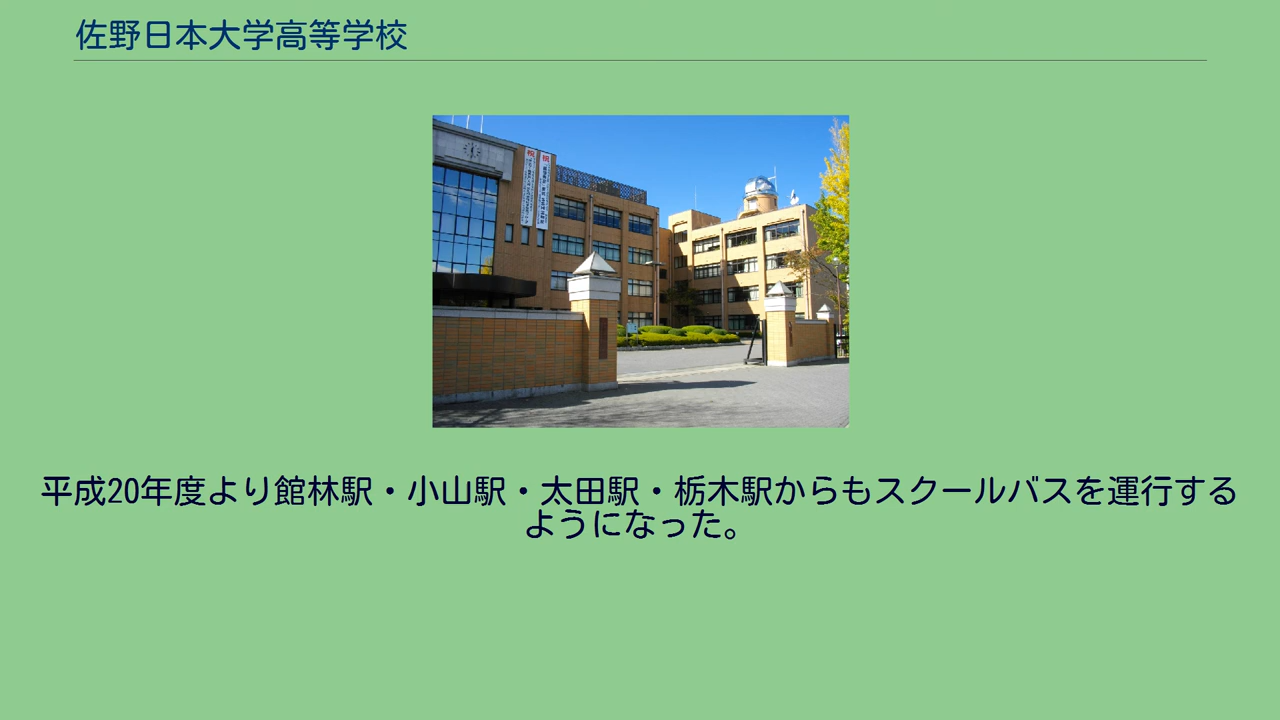 佐野日本大学高等学校
祝
祝
平成20年度より館林駅・小山駅・太田駅・栃木駅からもスクールバスを運行する
ようになった。